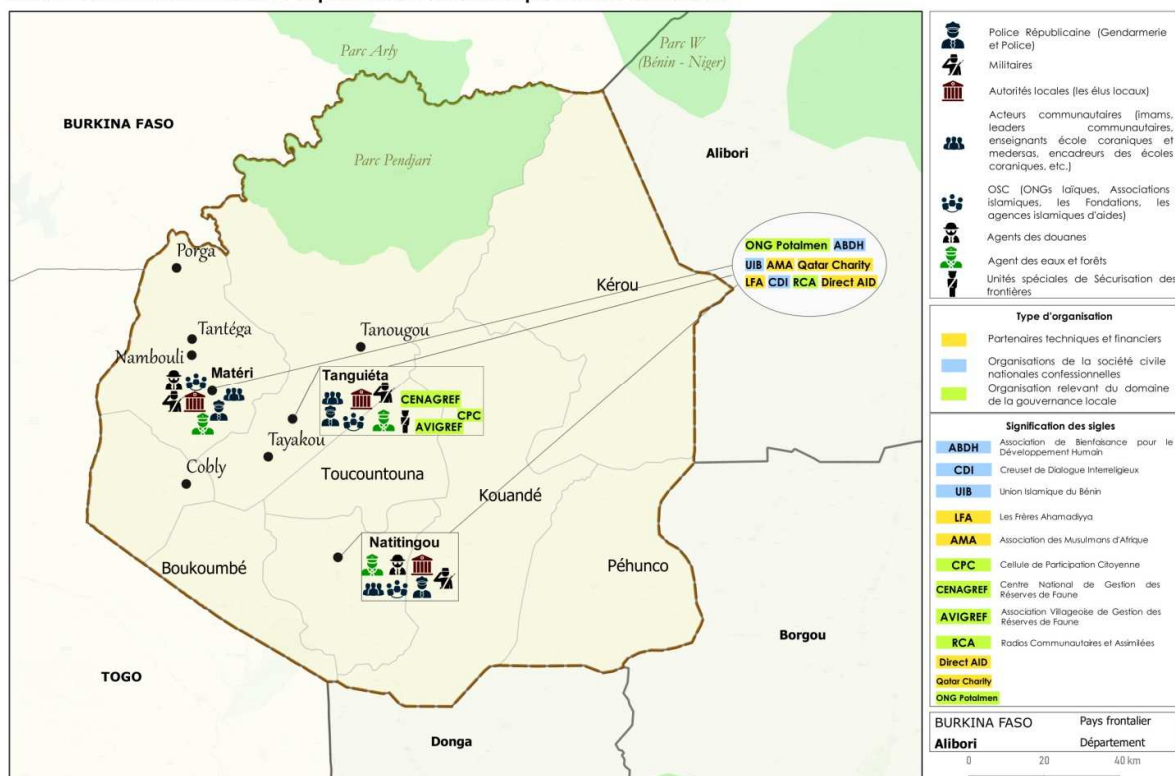 Parc Arly
Parc W
(Bénin - Niger)
BURKINA FASO
Parc Pendjari
Alibori
Porga
ONG Potalmen ABDH
UIB AMA Qatar Charity
LFA CDI RCA Direct AID
Kérou
Tantéga
Tanougou
Nambouli
Matéri
Tanguiéta
CENAGREF
CPC
AVIGREF
Tayakou
Cobly
Toucountouna
Kouandé
Natitingou
Boukoumbé
Péhunco
Borgou
TOGO
Donga
Police Républicaine (Gendarmerie
et Police)
Militaires
Autorités locales (les élus locaux)
Acteurs communautaires (imams,
leaders communautaires,
enseignants école coraniques et
medersas, encadreurs des écoles
coraniques, etc.)
OSC (ONGs laïques, Associations
islamiques, les Fondations, les
agences islamiques d'aides)
Agents des douanes
Agent des eaux et forêts
Unités spéciales de Sécurisation des
frontières
Type d'organisation
Partenaires techniques et financiers
Organisations de la société civile
nationales confessionnelles
Organisation relevant du domaine
de la gouvernance locale
Signification des sigles
ABDH Association de Bienfaisance pour le
Développement Humain
CDI Creuset de Dialogue Interreligieux
UIB Union Islamique du Bénin
LFA Les Frères Ahamadiyya
AMA Association des Musulmans d'Afrique
CPC Cellule de Participation Citoyenne
CENAGREF Centre National de Gestion des
Réserves de Faune
AVIGREF Association Villageoise de Gestion des
Réserves de Faune
RCA Radios Communautaires et Assimilées
Direct AID
Qatar Charity
ONG Potalmen
BURKINA FASO Pays frontalier
Alibori Département
0 20 40 km